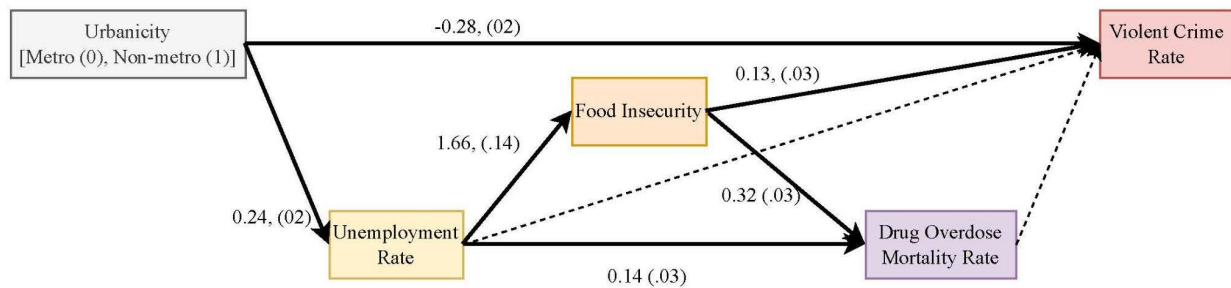 Urbanicity
[Metro (0), Non-metro (1)]
-0.28, (02)
Violent Crime
Rate
0.13, (.03)
Food Insecurity
1.66, (.14)
0.32 (.03)
0.24, (02)
Unemployment
Rate
Drug Overdose
Mortality Rate
0.14 (.03)